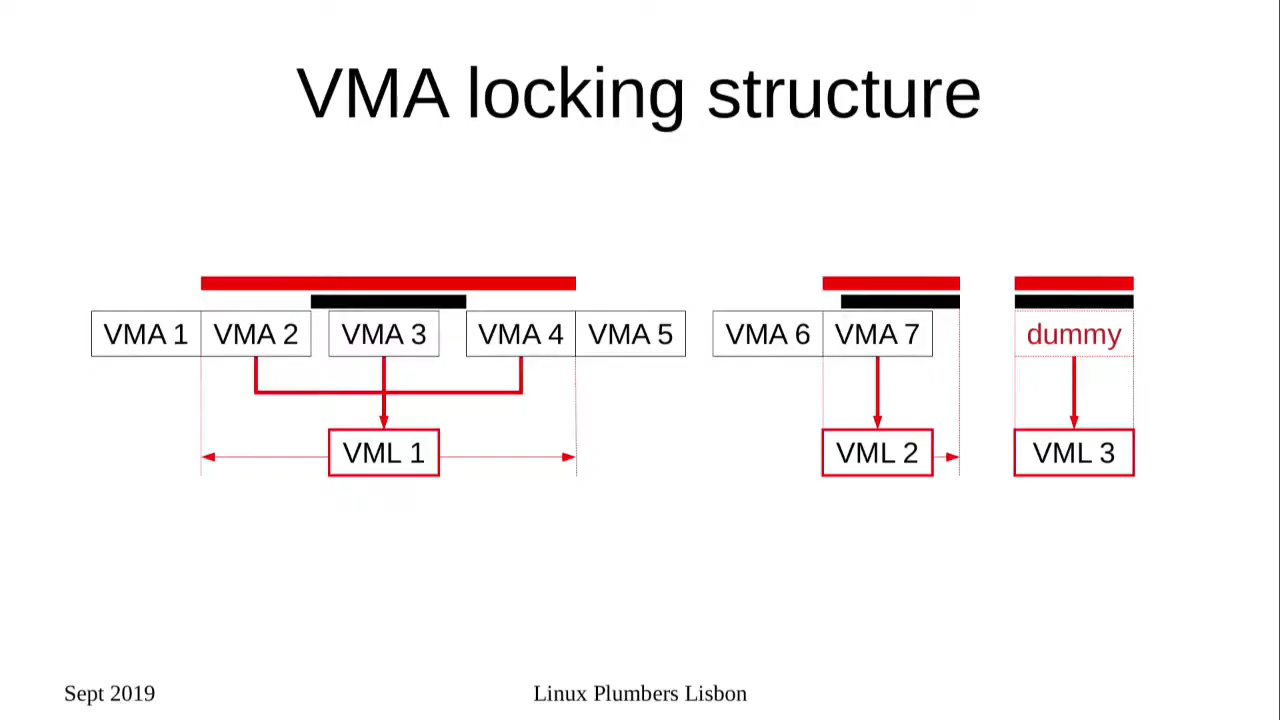 VMA locking structure
VMA 1 VMA 2 VMA 3 VMA 4 VMA 5 VMA 6 VMA 7 dummy
VML 1 VML 2 VML 3
Sept 2019 Linux Plumbers Lisbon